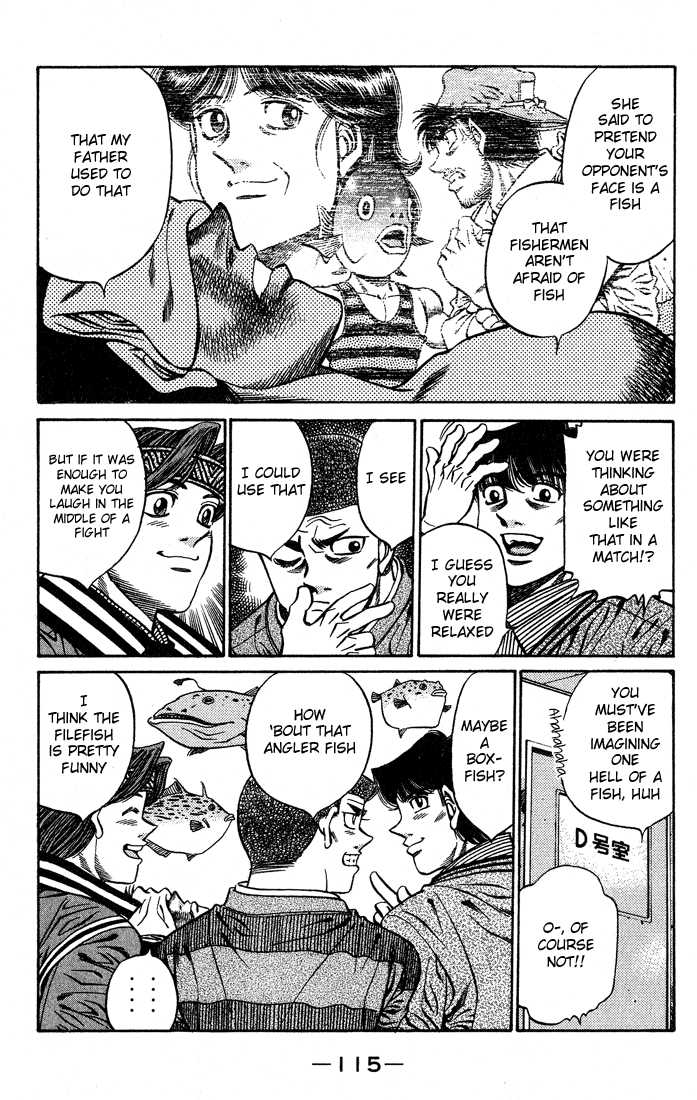 SHE
SAID TO
PRETEND
YOUR
OPPONENT'S
FACE IS A
FISH
THAT
FISHERMEN
AREN'T
AFRAID OF
FISH
THAT MY
FATHER
USED TO
DO THAT
YOU WERE
THINKING
ABOUT
SOMETHING
LIKE
THAT IN A
MATCH!?
I GUESS
YOU
REALLY
WERE
RELAXED
I SEE
I COULD
USE THAT
BUT IF IT WAS
ENOUGH TO
MAKE YOU
LAUGH IN THE
MIDDLE OF A
FIGHT
YOU
MUST'VE
BEEN
IMAGINING
ONE
HELL OF A
FISH, HUH
Ahahahaha
D号室
O-, OF
COURSE
NOT!!
MAYBE
A
BOX-
FISH?
HOW
'BOUT THAT
ANGLER FISH
I
THINK THE
FILEFISH
IS PRETTY
FUNNY
. . . . . . . .
—115—